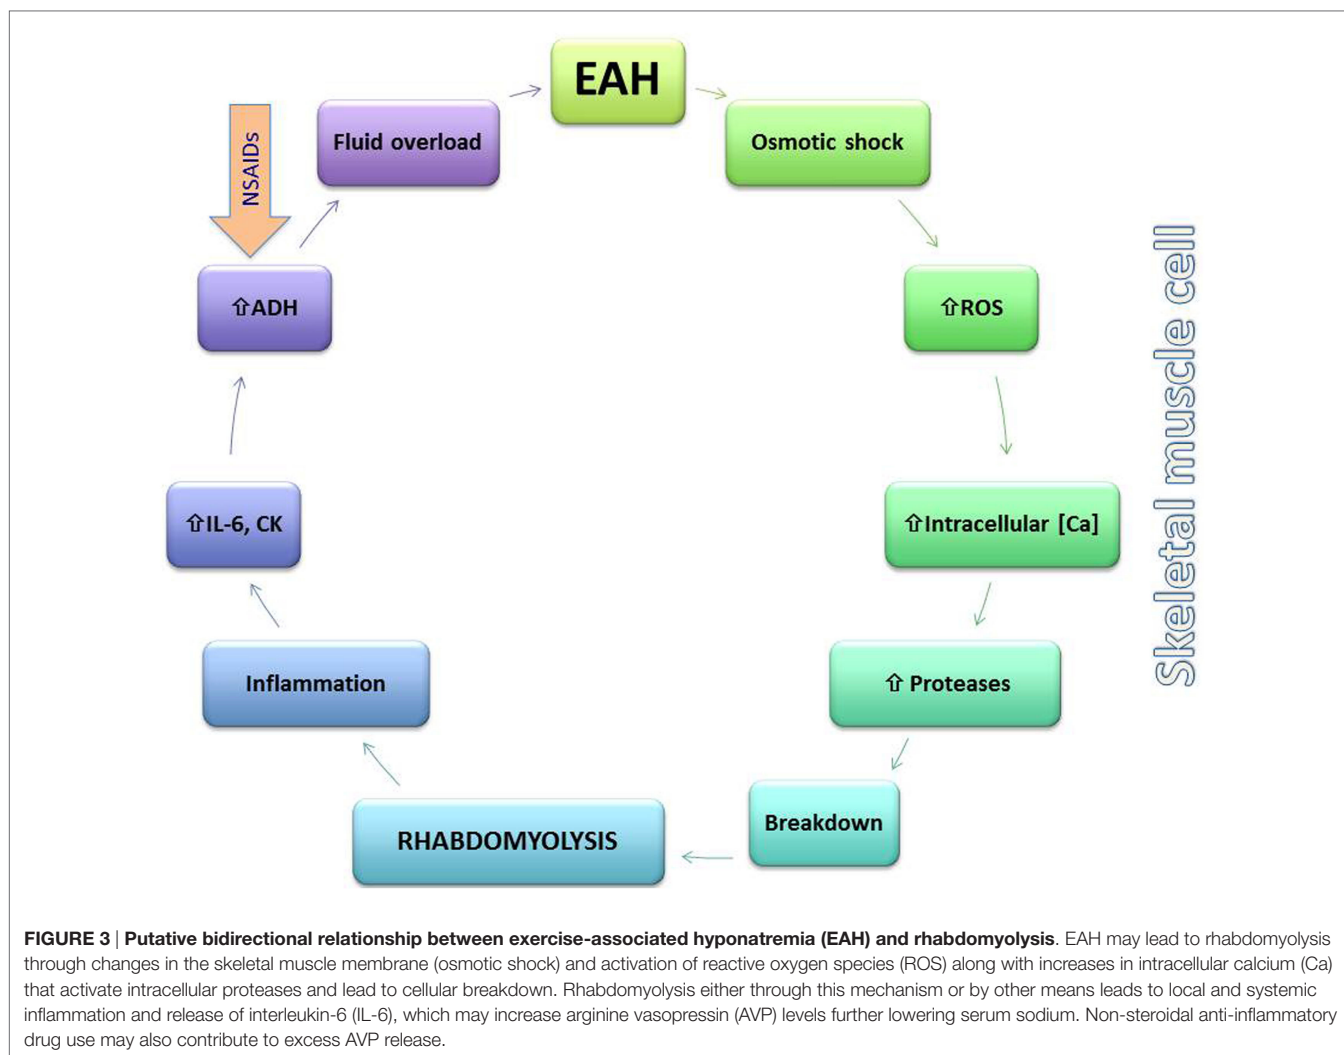 EAH
Osmotic shock
⇧ROS
⇧Intracellular [Ca]
⇧ Proteases
Breakdown
RHABDOMYOLYSIS
Inflammation
⇧IL-6, CK
⇧ADH
NSAIDs
Fluid overload
Skeletal muscle cell
FIGURE 3 | Putative bidirectional relationship between exercise-associated hyponatremia (EAH) and rhabdomyolysis. EAH may lead to rhabdomyolysis
through changes in the skeletal muscle membrane (osmotic shock) and activation of reactive oxygen species (ROS) along with increases in intracellular calcium (Ca)
that activate intracellular proteases and lead to cellular breakdown. Rhabdomyolysis either through this mechanism or by other means leads to local and systemic
inflammation and release of interleukin-6 (IL-6), which may increase arginine vasopressin (AVP) levels further lowering serum sodium. Non-steroidal anti-inflammatory
drug use may also contribute to excess AVP release.